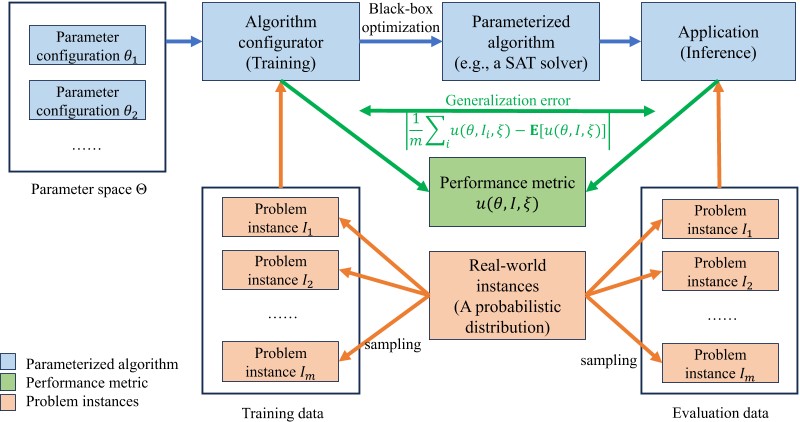 Parameter
configuration θ₁
Parameter
configuration θ₂
……
Parameter space Θ
Algorithm
configurator
(Training)
Black-box
optimization
Parameterized
algorithm
(e.g., a SAT solver)
Application
(Inference)
Generalization error
|1/m ∑ᵢ u(θ, Iᵢ, ξ) − E[u(θ, I, ξ)]|
Performance metric
u(θ, I, ξ)
Problem
instance I₁
Problem
instance I₂
……
Problem
instance Iₘ
Training data
Real-world
instances
(A probabilistic
distribution)
sampling
sampling
Problem
instance I₁
Problem
instance I₂
……
Problem
instance Iₘ
Evaluation data
Parameterized algorithm
Performance metric
Problem instances